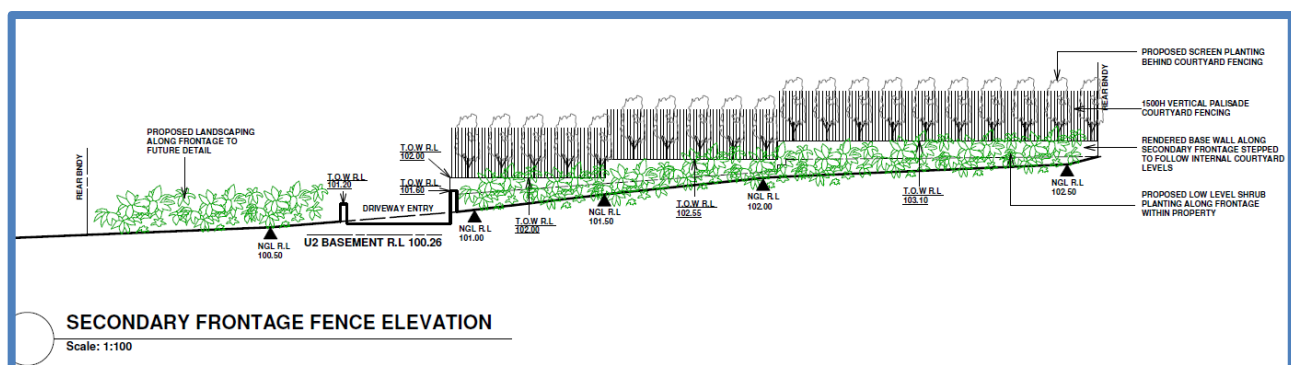 PROPOSED SCREEN PLANTING
BEHIND COURTYARD FENCING
REAR BNDY
1500H VERTICAL PALISADE
COURTYARD FENCING
RENDERED BASE WALL ALONG
SECONDARY FRONTAGE STEPPED
TO FOLLOW INTERNAL COURTYARD
LEVELS
PROPOSED LOW LEVEL SHRUB
PLANTING ALONG FRONTAGE
WITHIN PROPERTY
PROPOSED LANDSCAPING
ALONG FRONTAGE TO
FUTURE DETAIL
REAR BNDY
T.O.W R.L
102.00
T.O.W R.L
101.20
T.O.W R.L
101.60
DRIVEWAY ENTRY
U2 BASEMENT R.L 100.26
NGL R.L
100.50
NGL R.L
101.00
T.O.W R.L
102.00
NGL R.L
101.50
T.O.W R.L
102.55
NGL R.L
102.00
T.O.W R.L
103.10
NGL R.L
102.50
SECONDARY FRONTAGE FENCE ELEVATION
Scale: 1:100